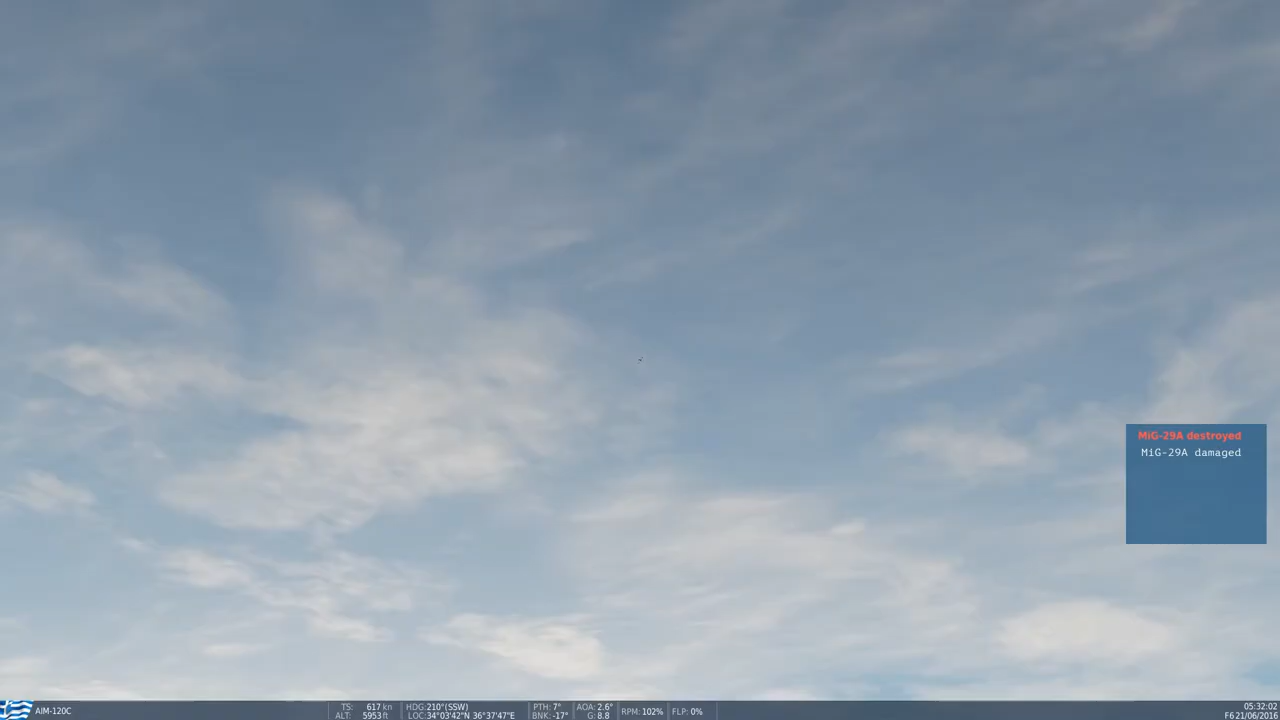 MiG-29A destroyed
MiG-29A damaged
AIM-120C
TS: 617 kn
ALT: 5953 ft
HDG: 210°(SSW)
LOC: 34°03'42"N 36°37'47"E
PTH: 7°
BNK: -17°
AOA: 2.6°
G: 8.8
RPM: 102%
FLP: 0%
05:32:02
F6 21/06/2016